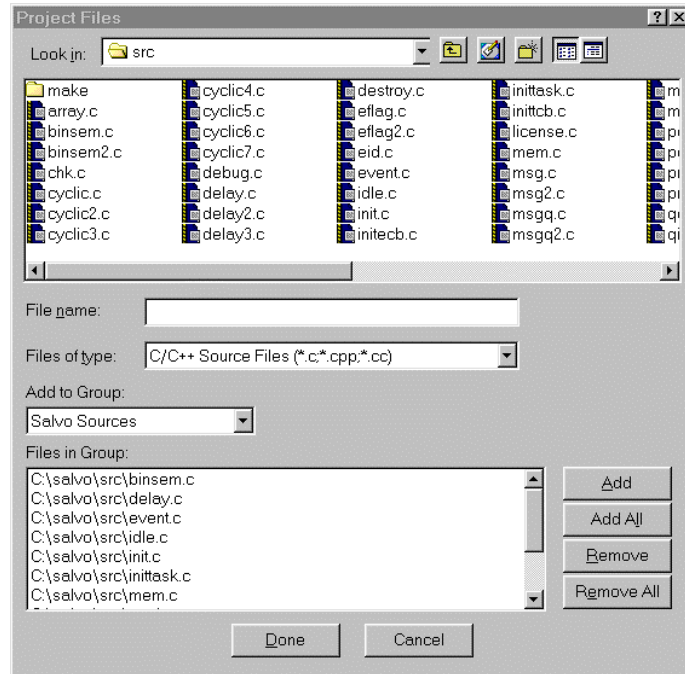 Project Files
Look in: src
make cyclic4.c destroy.c inittask.c m
array.c cyclic5.c eflag.c inittcb.c m
binsem.c cyclic6.c eflag2.c license.c
binsem2.c cyclic7.c eid.c mem.c
chk.c debug.c event.c msg.c
cyclic.c delay.c idle.c msg2.c
cyclic2.c delay2.c init.c msgq.c
cyclic3.c delay3.c initecb.c msgq2.c
File name:
Files of type: C/C++ Source Files (*.c;*.cpp;*.cc)
Add to Group:
Salvo Sources
Files in Group:
C:\salvo\src\binsem.c
C:\salvo\src\delay.c
C:\salvo\src\event.c
C:\salvo\src\idle.c
C:\salvo\src\init.c
C:\salvo\src\inittask.c
C:\salvo\src\mem.c
Add
Add All
Remove
Remove All
Done Cancel